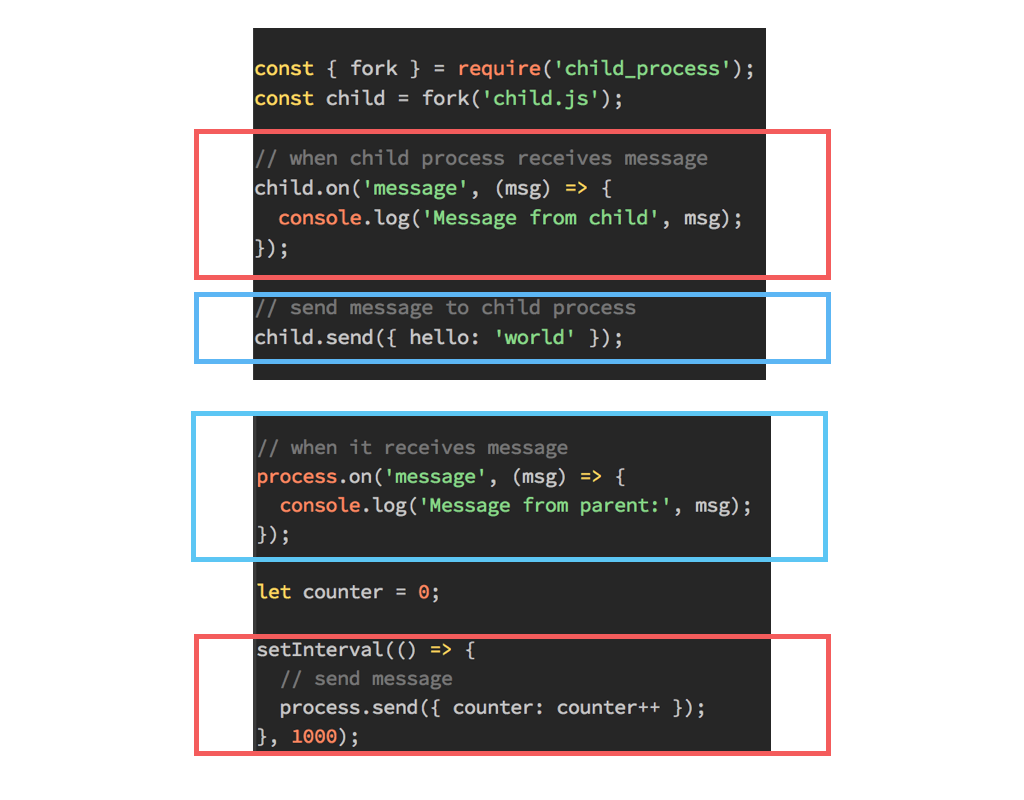 const { fork } = require('child_process');
const child = fork('child.js');
// when child process receives message
child.on('message', (msg) => {
console.log('Message from child', msg);
});
// send message to child process
child.send({ hello: 'world' });
// when it receives message
process.on('message', (msg) => {
console.log('Message from parent:', msg);
});
let counter = 0;
setInterval(() => {
// send message
process.send({ counter: counter++ });
}, 1000);